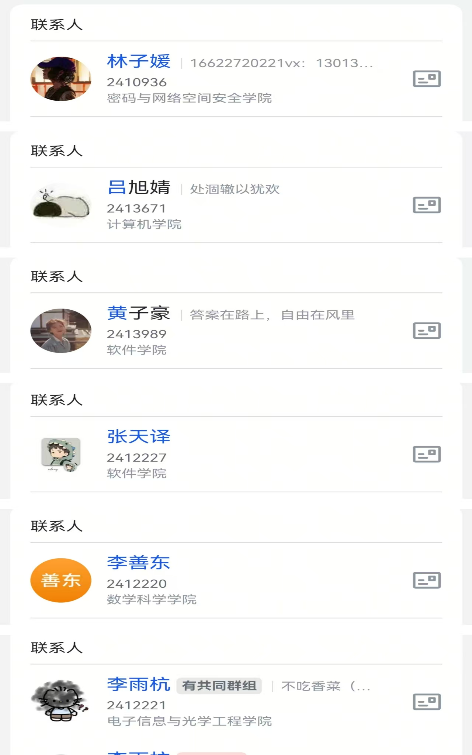 联系人
林子媛 | 16622720221vx：13013...
2410936
密码与网络空间安全学院
联系人
吕旭婧 | 处涸辙以犹欢
2413671
计算机学院
联系人
黄子豪 | 答案在路上，自由在风里
2413989
软件学院
联系人
张天译
2412227
软件学院
联系人
善东
李善东
2412220
数学科学学院
联系人
李雨杭 有共同群组 | 不吃香菜（...
2412221
电子信息与光学工程学院